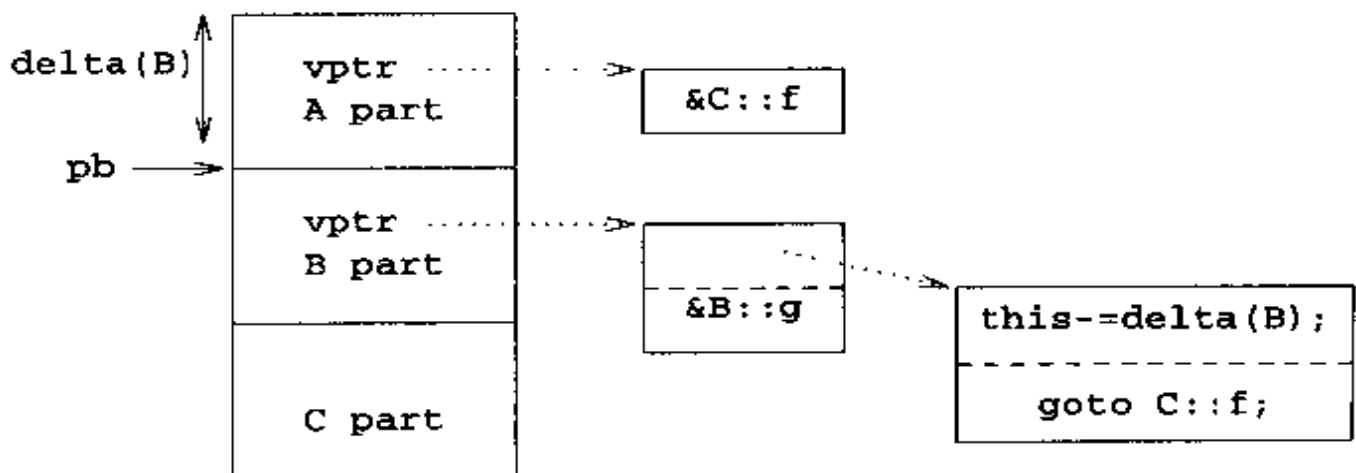 delta(B)
vptr
A part
&C::f
pb
vptr
B part
&B::g
this-=delta(B);
goto C::f;
C part